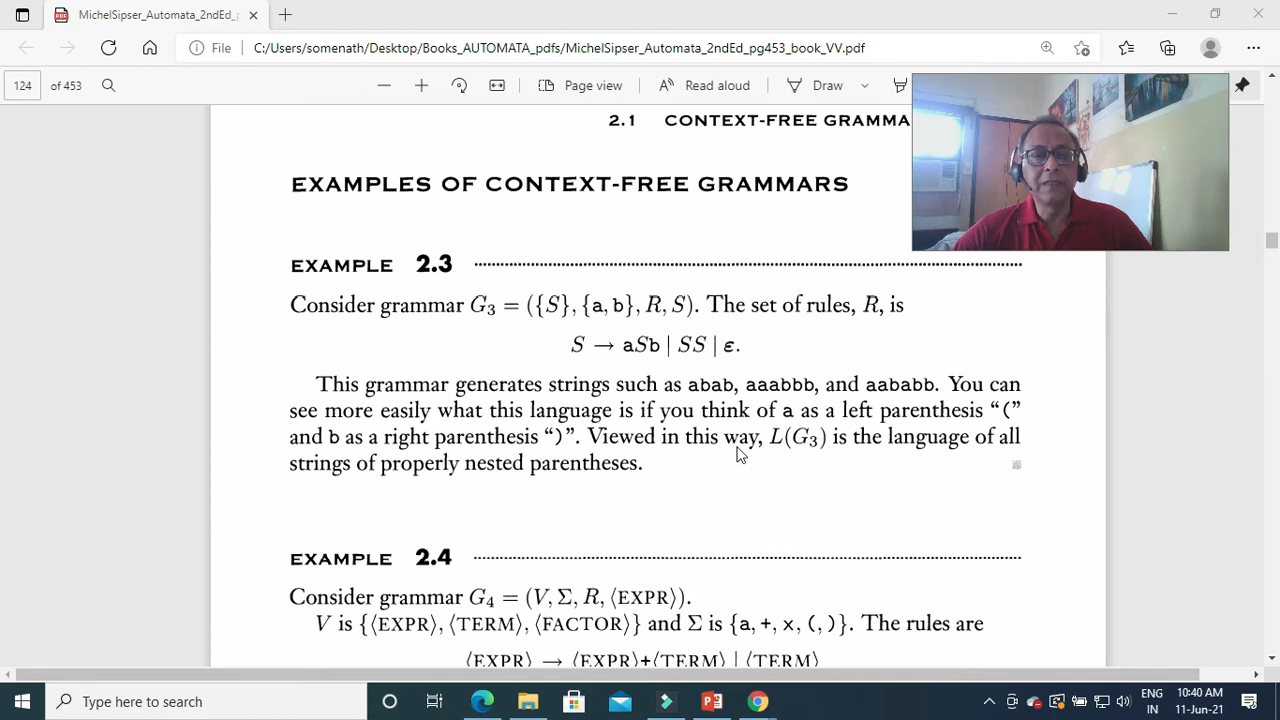 MichelSipser_Automata_2ndEd_p
File C:/Users/somenath/Desktop/Books_AUTOMATA_pdfs/MichelSipser_Automata_2ndEd_pg453_book_VV.pdf
124 of 453 Page view Read aloud Draw
2.1 CONTEXT-FREE GRAMMA
EXAMPLES OF CONTEXT-FREE GRAMMARS
EXAMPLE 2.3
Consider grammar G₃ = ({S}, {a, b}, R, S). The set of rules, R, is
S → aSb | SS | ε.
This grammar generates strings such as abab, aaabbb, and aababb. You can
see more easily what this language is if you think of a as a left parenthesis “(”
and b as a right parenthesis “)”. Viewed in this way, L(G₃) is the language of all
strings of properly nested parentheses.
EXAMPLE 2.4
Consider grammar G₄ = (V, Σ, R, ⟨EXPR⟩).
V is {⟨EXPR⟩, ⟨TERM⟩, ⟨FACTOR⟩} and Σ is {a, +, x, (, )}. The rules are
⟨EXPR⟩ → ⟨EXPR⟩+⟨TERM⟩ | ⟨TERM⟩
Type here to search ENG 10:40 AM
IN 11-Jun-21